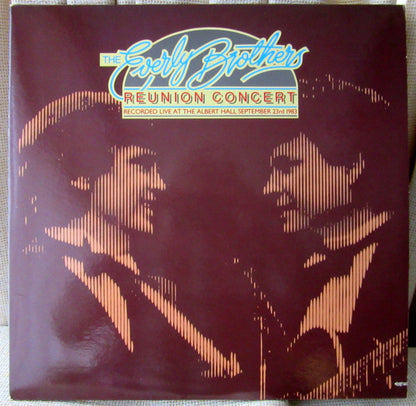 THE Everly Brothers
REUNION CONCERT
RECORDED LIVE AT THE ALBERT HALL, SEPTEMBER 23rd 1983